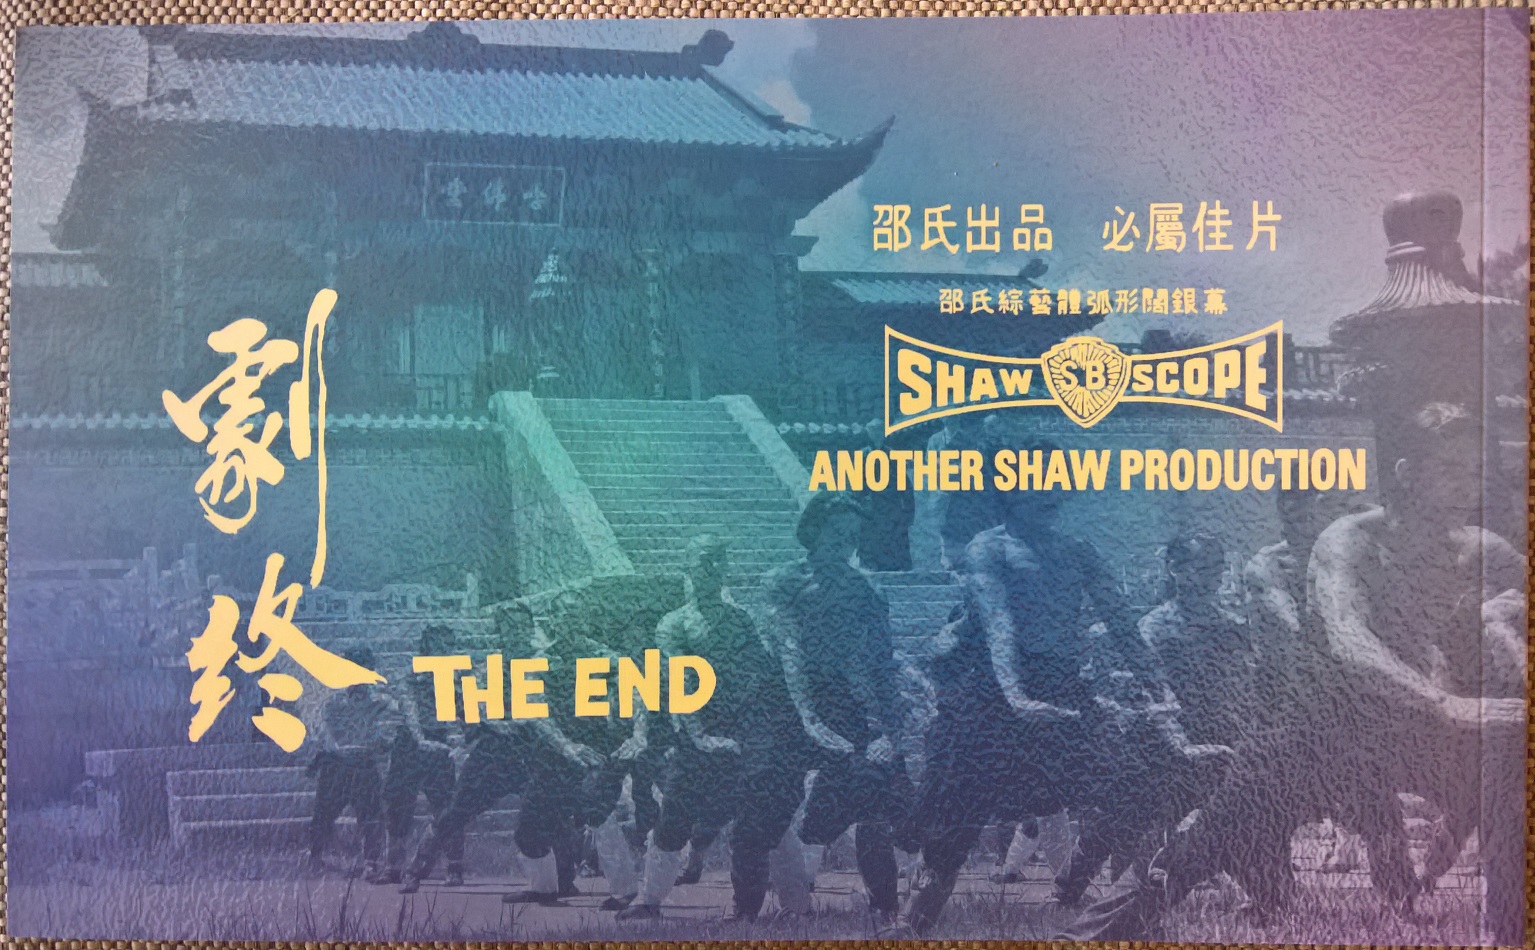 邵氏出品 必屬佳片
邵氏綜藝體弧形闊銀幕
SHAW SB SCOPE
ANOTHER SHAW PRODUCTION
劇終
THE END